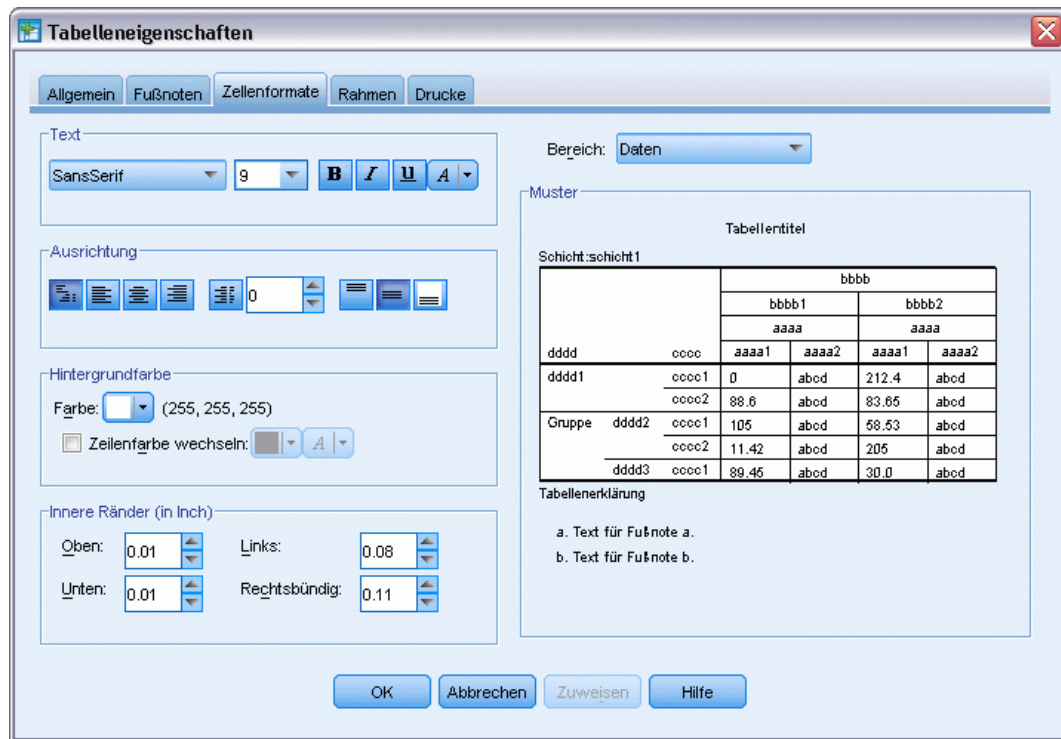 Tabelleneigenschaften
Allgemein Fußnoten Zellenformate Rahmen Drucke
Text
SansSerif 9 B I U A
Ausrichtung
0
Hintergrundfarbe
Farbe: (255, 255, 255)
Zeilenfarbe wechseln: A
Innere Ränder (in Inch)
Oben: 0.01 Links: 0.08
Unten: 0.01 Rechtsbündig: 0.11
Bereich: Daten
Muster
Tabellentitel
Schicht:schicht1
bbbb
bbbb1 bbbb2
aaaa aaaa
dddd cccc aaaa1 aaaa2 aaaa1 aaaa2
dddd1 cccc1 0 abcd 212.4 abcd
cccc2 88.6 abcd 83.65 abcd
Gruppe dddd2 cccc1 105 abcd 58.53 abcd
cccc2 11.42 abcd 205 abcd
dddd3 cccc1 89.45 abcd 30.0 abcd
Tabellenerklärung
a. Text für Fußnote a.
b. Text für Fußnote b.
OK Abbrechen Zuweisen Hilfe